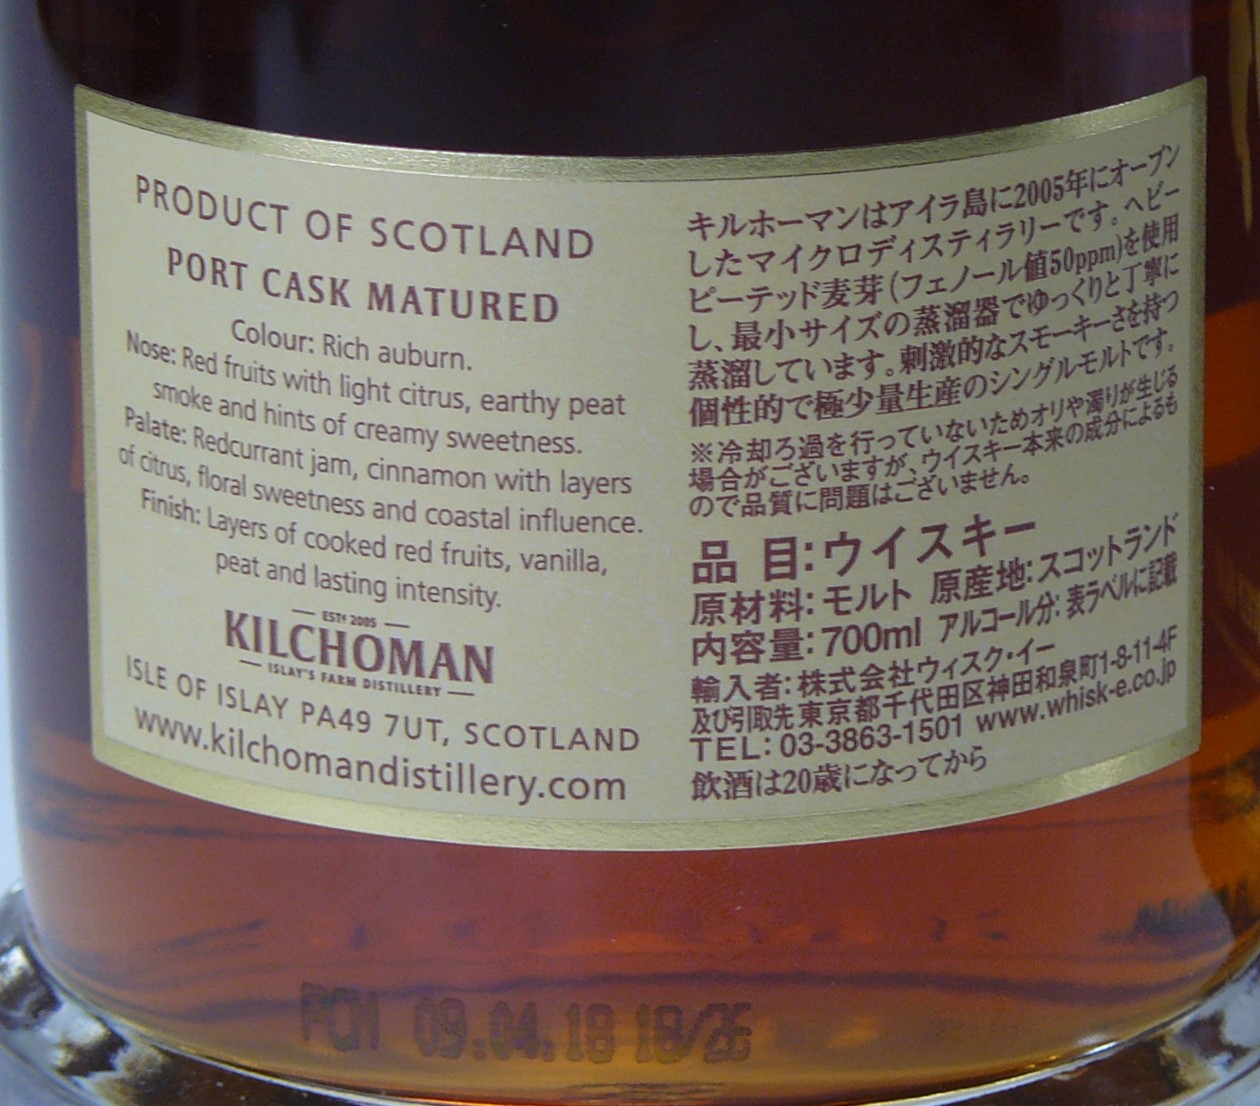 PRODUCT OF SCOTLAND
PORT CASK MATURED
Colour: Rich auburn.
Nose: Red fruits with light citrus, earthy peat
smoke and hints of creamy sweetness.
Palate: Redcurrant jam, cinnamon with layers
of citrus, floral sweetness and coastal influence.
Finish: Layers of cooked red fruits, vanilla,
peat and lasting intensity.
ESTD 2005
KILCHOMAN
ISLAY'S FARM DISTILLERY
ISLE OF ISLAY PA49 7UT, SCOTLAND
www.kilchomandistillery.com
キルホーマンはアイラ島に2005年にオープン
したマイクロディスティラリーです。ヘビー
ピーテッド麦芽(フェノール値50ppm)を使用
し、最小サイズの蒸溜器でゆっくりと丁寧に
蒸溜しています。刺激的なスモーキーさを持つ
個性的で極少量生産のシングルモルトです。
※冷却ろ過を行っていないためオリや濁りが生じる
場合がございますが、ウイスキー本来の成分によるも
ので品質に問題はございません。
品 目:ウイスキー
原材料:モルト 原産地:スコットランド
内容量:700ml アルコール分:表ラベルに記載
輸入者:株式会社ウィスク・イー
及び引取先 東京都千代田区神田和泉町1-8-11-4F
TEL: 03-3863-1501 www.whisk-e.co.jp
飲酒は20歳になってから
PCM 09.04.18 18/26